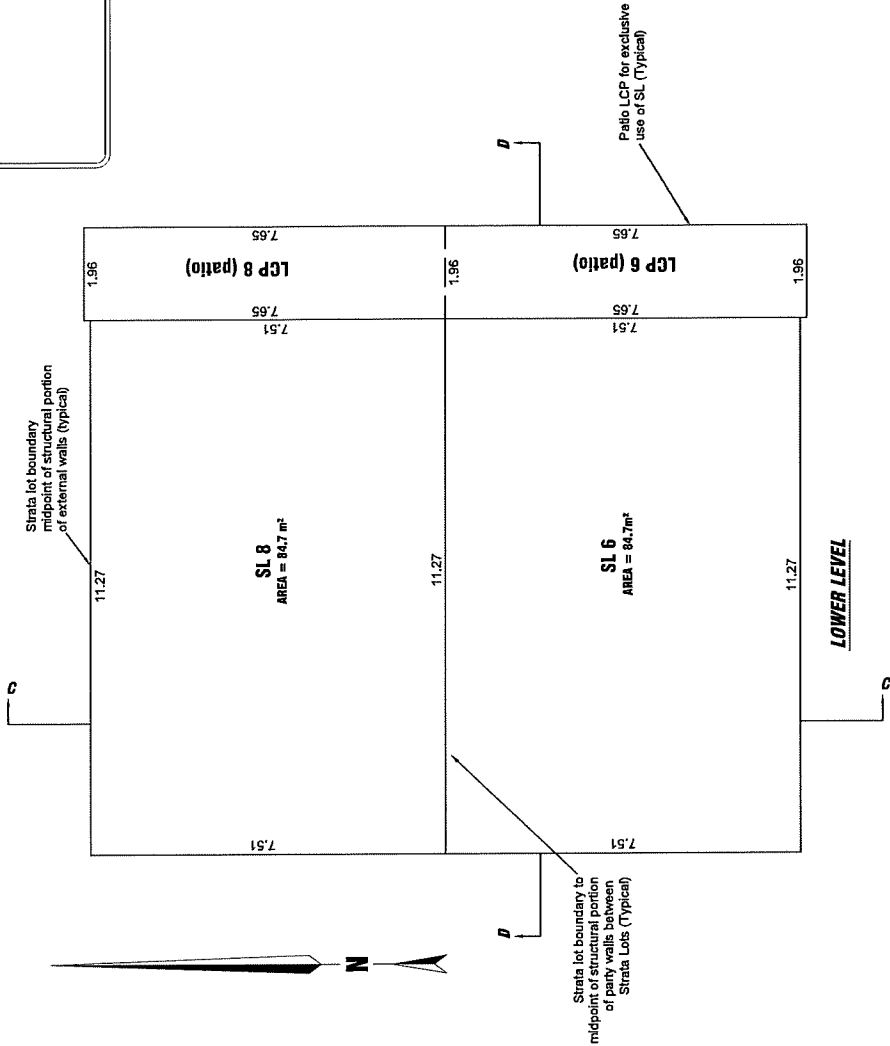 Strata lot boundary
midpoint of structural portion
of external walls (typical)
Patio LCP for exclusive
use of SL (Typical)
C
11.27
1.96
7.51
7.51
7.65
7.65
LCP 8 (patio)
SL 8
AREA = 84.7 m²
D
11.27
1.96
7.51
7.51
7.65
7.65
LCP 6 (patio)
SL 6
AREA = 84.7m²
11.27
1.96
D
C
N
Strata lot boundary to
midpoint of structural portion
of party walls between
Strata Lots (Typical)
LOWER LEVEL